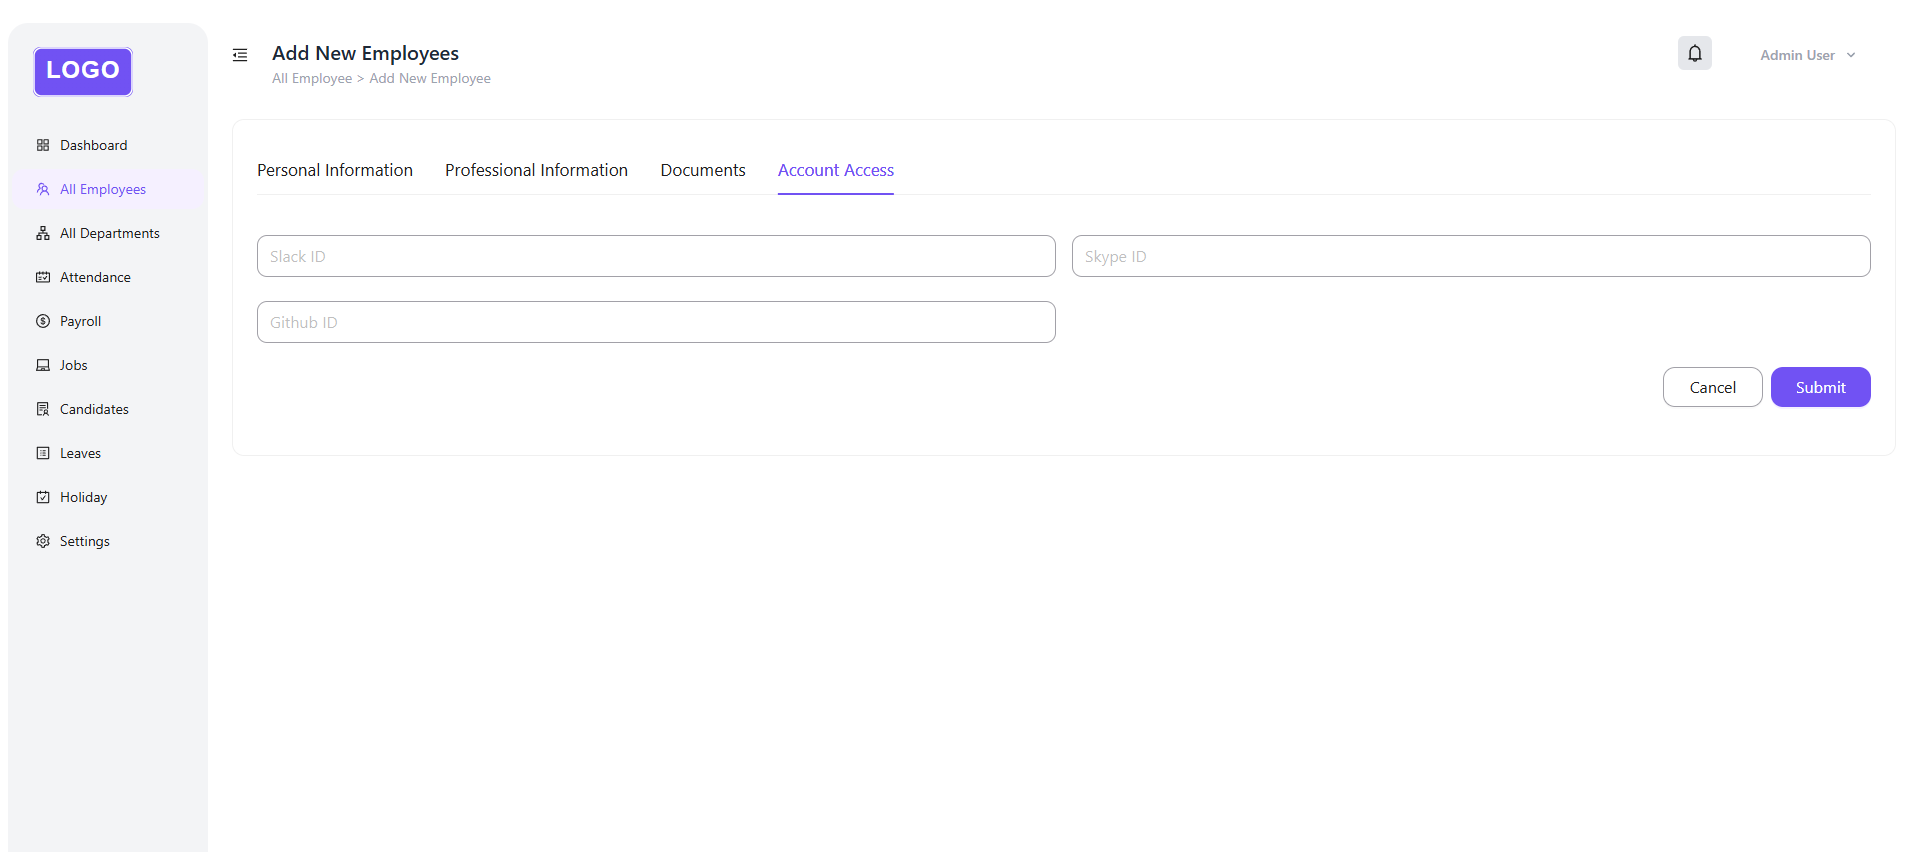 LOGO
Dashboard
All Employees
All Departments
Attendance
Payroll
Jobs
Candidates
Leaves
Holiday
Settings
Add New Employees
All Employee > Add New Employee
Admin User
Personal Information
Professional Information
Documents
Account Access
Slack ID
Skype ID
Github ID
Cancel
Submit